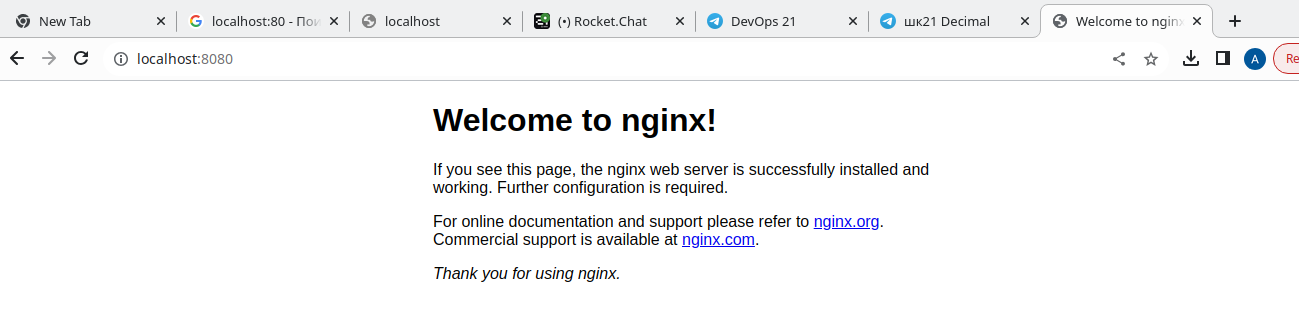 New Tab
localhost:80 - Пои
localhost
(•) Rocket.Chat
DevOps 21
шк21 Decimal
Welcome to nginx
localhost:8080
A
Re
Welcome to nginx!
If you see this page, the nginx web server is successfully installed and
working. Further configuration is required.
For online documentation and support please refer to nginx.org.
Commercial support is available at nginx.com.
Thank you for using nginx.